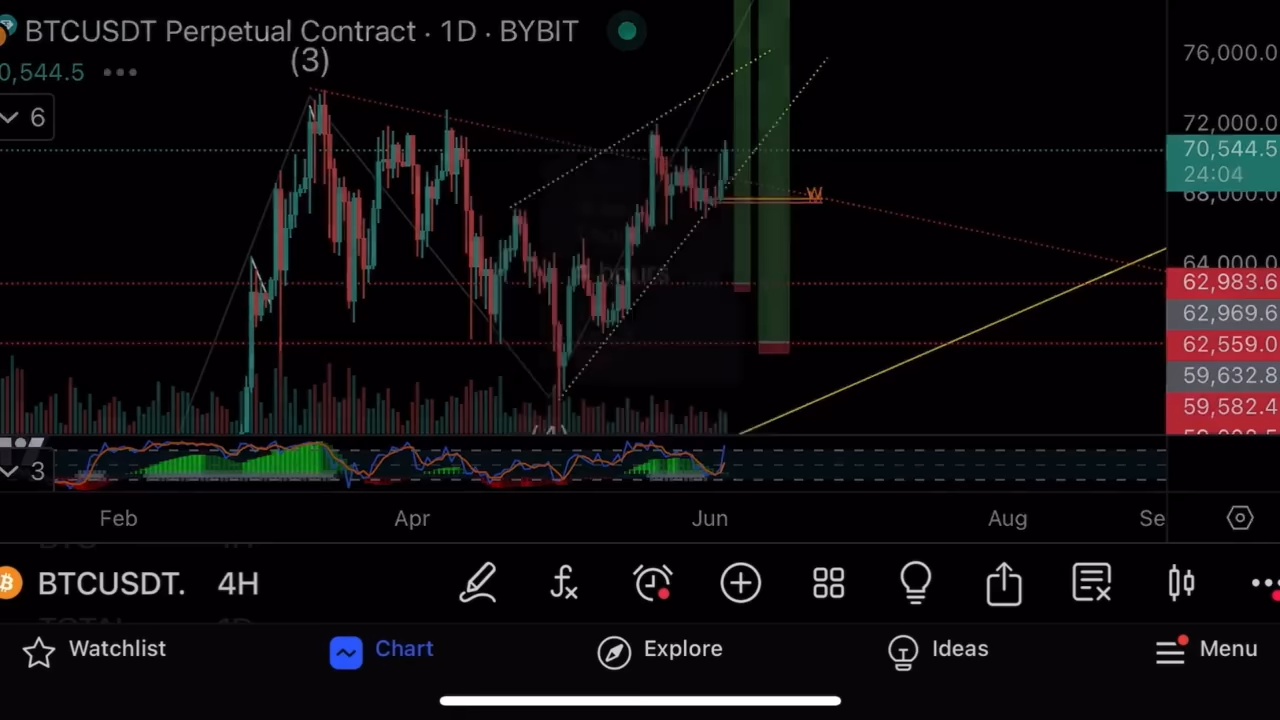 BTCUSDT Perpetual Contract · 1D · BYBIT
0,544.5
(3)
6
76,000.0
72,000.0
70,544.5
24:04
68,000.0
W
64,000.0
62,983.6
62,969.6
62,559.0
59,632.8
59,582.4
hours
(4)
3
Feb
Apr
Jun
Aug
Se
BTCUSDT.
4H
Watchlist
Chart
Explore
Ideas
Menu